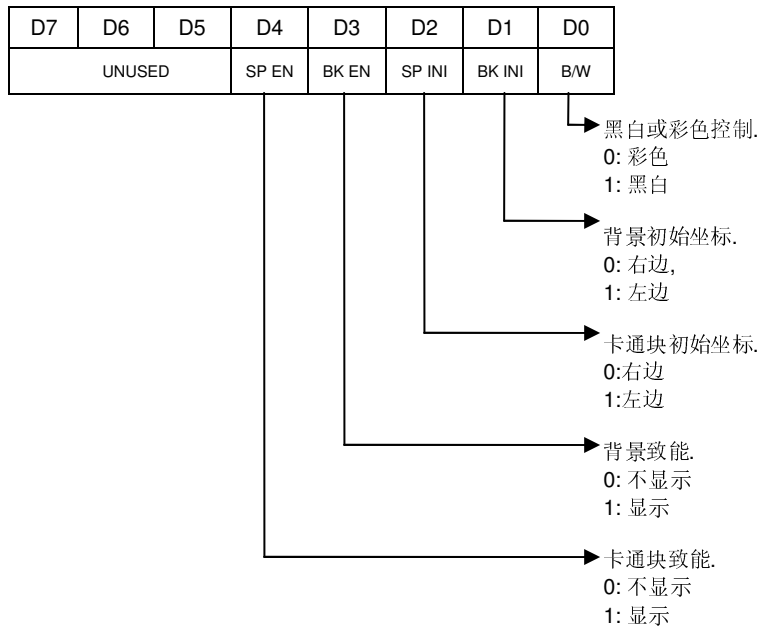 D7 D6 D5 D4 D3 D2 D1 D0
UNUSED SP EN BK EN SP INI BK INI B/W
黑白或彩色控制.
0: 彩色
1: 黑白
背景初始坐标.
0: 右边,
1: 左边
卡通块初始坐标.
0:右边
1:左边
背景致能.
0: 不显示
1: 显示
卡通块致能.
0: 不显示
1: 显示